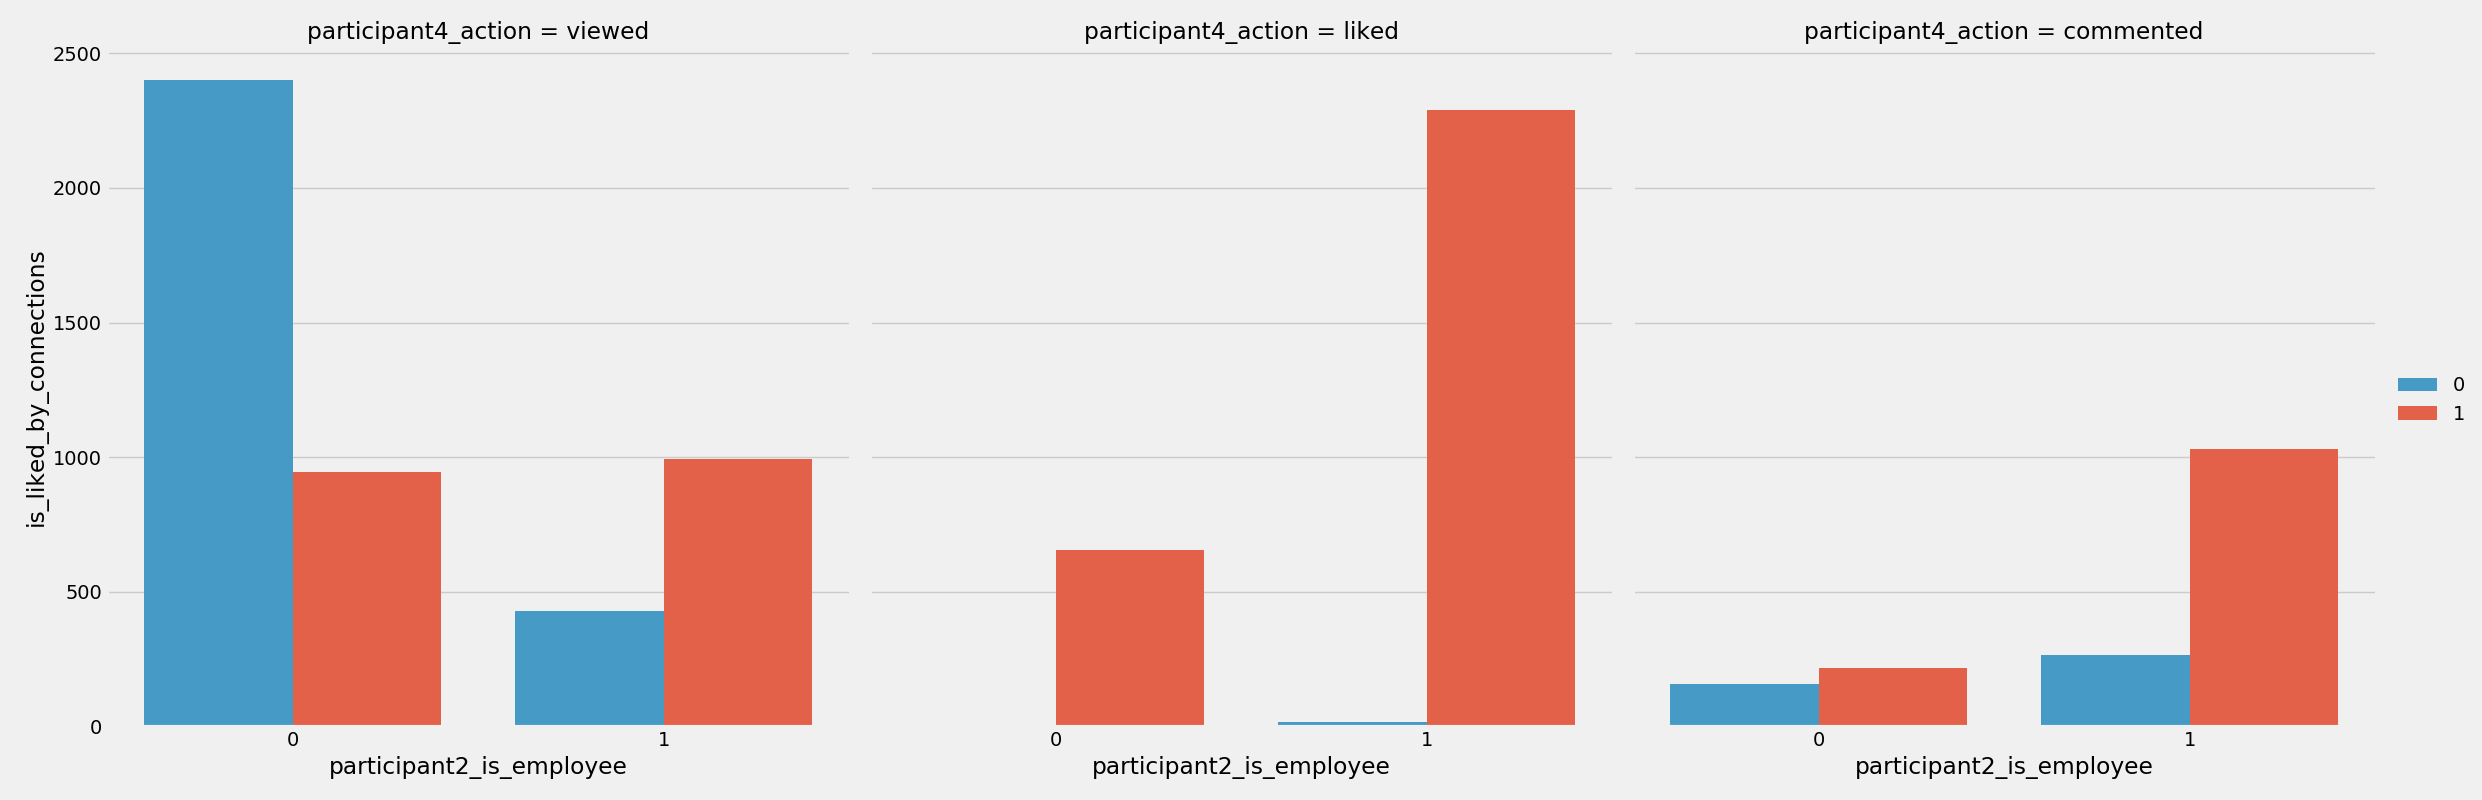 participant4_action = viewed
participant4_action = liked
participant4_action = commented
is_liked_by_connections
2500
2000
1500
1000
500
0
0 1
0 1
0 1
participant2_is_employee
participant2_is_employee
participant2_is_employee
0
1